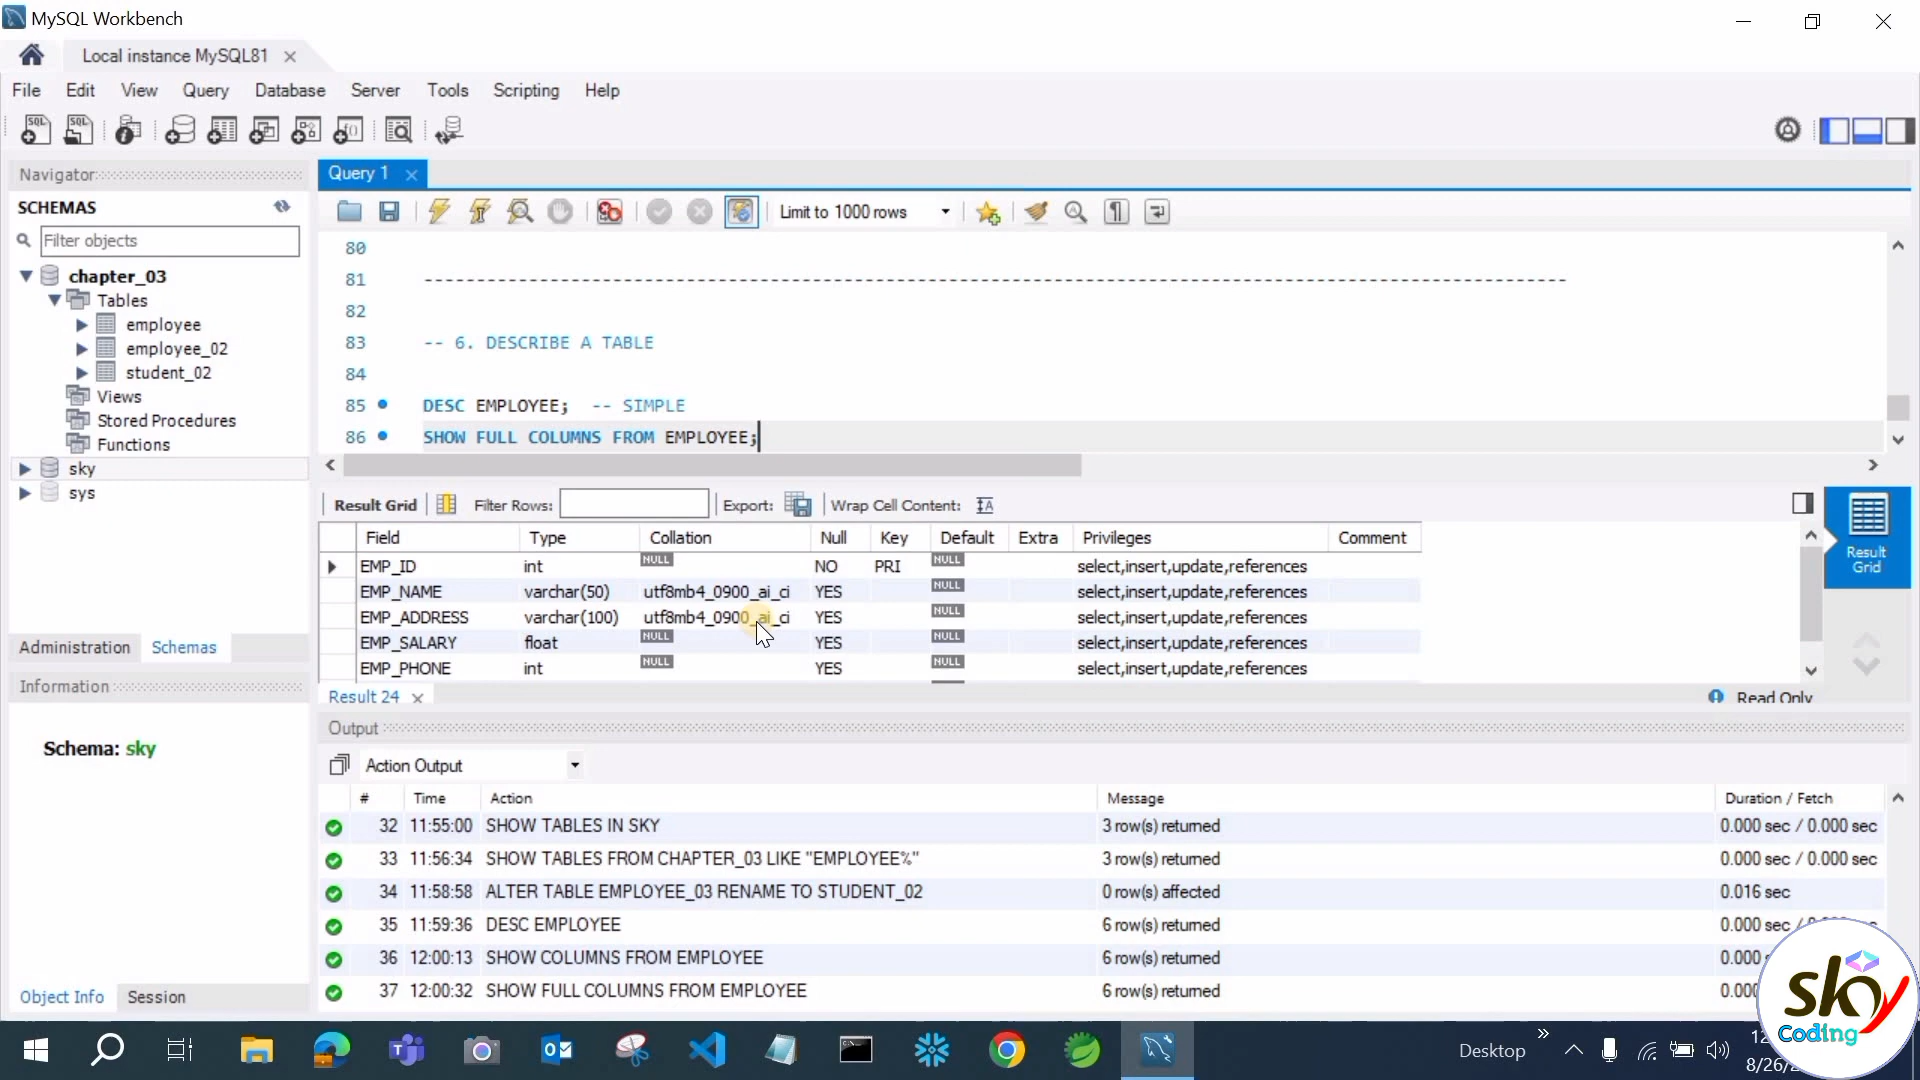 MySQL Workbench
Local instance MySQL81
File Edit View Query Database Server Tools Scripting Help
Navigator
SCHEMAS
Filter objects
chapter_03
Tables
employee
employee_02
student_02
Views
Stored Procedures
Functions
sky
sys
Administration Schemas
Information
Schema: sky
Object Info Session
Query 1
Limit to 1000 rows
80
81 --------------------------------------------------------------------------------------------------------------
82
83 -- 6. DESCRIBE A TABLE
84
85 DESC EMPLOYEE; -- SIMPLE
86 SHOW FULL COLUMNS FROM EMPLOYEE;
Result Grid Filter Rows: Export: Wrap Cell Content:
Field Type Collation Null Key Default Extra Privileges Comment
EMP_ID int NULL NO PRI NULL select,insert,update,references
EMP_NAME varchar(50) utf8mb4_0900_ai_ci YES NULL select,insert,update,references
EMP_ADDRESS varchar(100) utf8mb4_0900_ai_ci YES NULL select,insert,update,references
EMP_SALARY float NULL YES NULL select,insert,update,references
EMP_PHONE int NULL YES NULL select,insert,update,references
Result
Grid
Result 24 Read Only
Output
Action Output
# Time Action Message Duration / Fetch
32 11:55:00 SHOW TABLES IN SKY 3 row(s) returned 0.000 sec / 0.000 sec
33 11:56:34 SHOW TABLES FROM CHAPTER_03 LIKE "EMPLOYEE%" 3 row(s) returned 0.000 sec / 0.000 sec
34 11:58:58 ALTER TABLE EMPLOYEE_03 RENAME TO STUDENT_02 0 row(s) affected 0.016 sec
35 11:59:36 DESC EMPLOYEE 6 row(s) returned 0.000 sec /
36 12:00:13 SHOW COLUMNS FROM EMPLOYEE 6 row(s) returned 0.000
37 12:00:32 SHOW FULL COLUMNS FROM EMPLOYEE 6 row(s) returned
sky
Coding
Desktop
8/26/